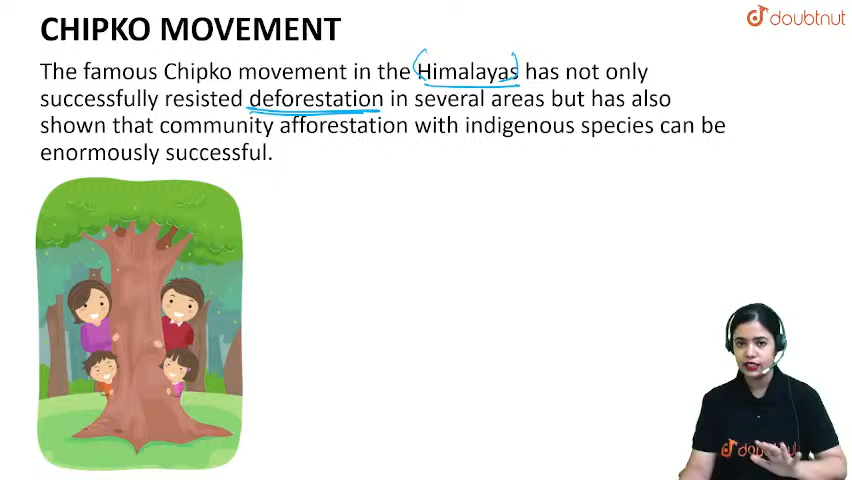 doubtnut
CHIPKO MOVEMENT
The famous Chipko movement in the Himalayas has not only
successfully resisted deforestation in several areas but has also
shown that community afforestation with indigenous species can be
enormously successful.